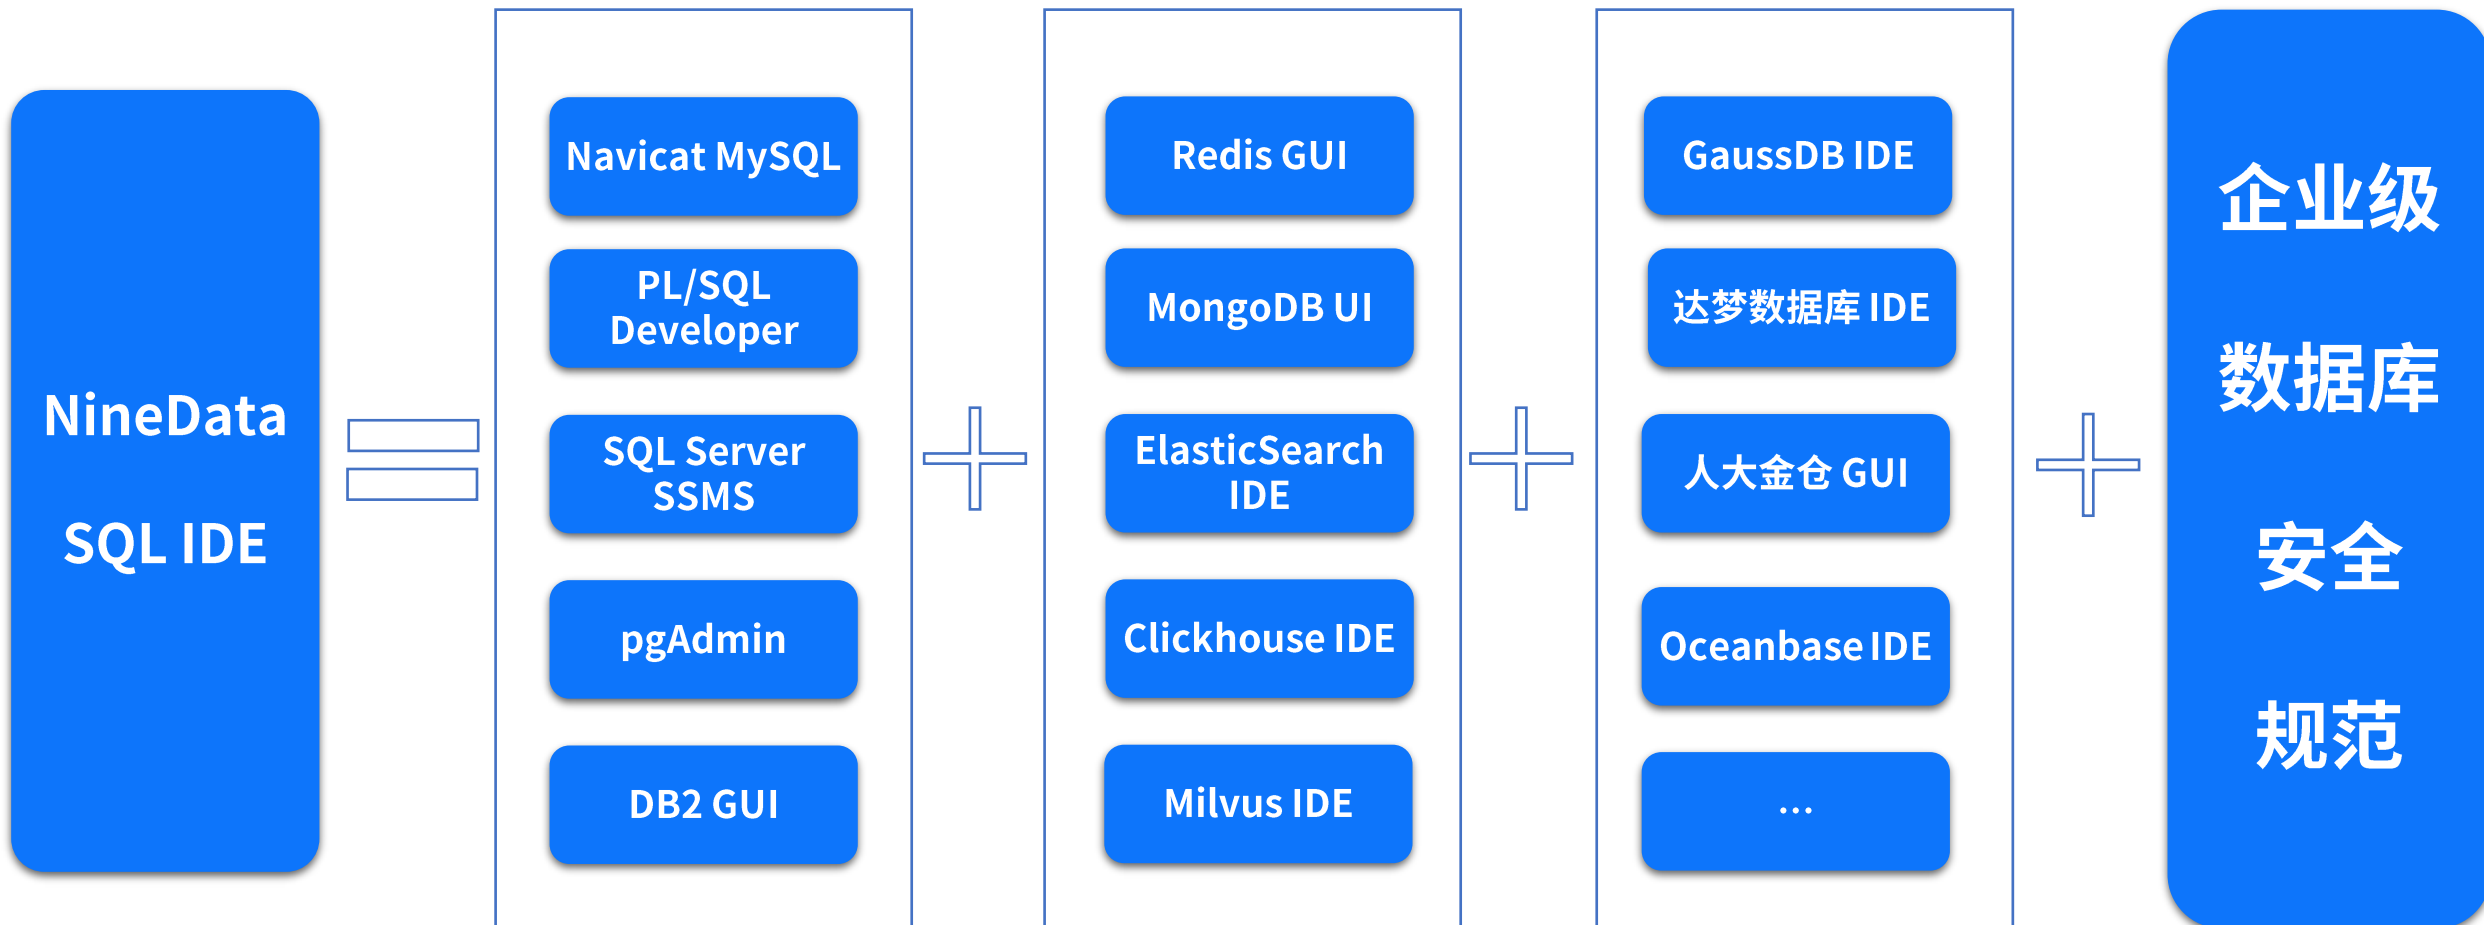 NineData
SQL IDE
Navicat MySQL
PL/SQL
Developer
SQL Server
SSMS
pgAdmin
DB2 GUI
Redis GUI
MongoDB UI
ElasticSearch
IDE
Clickhouse IDE
Milvus IDE
GaussDB IDE
达梦数据库 IDE
人大金仓 GUI
Oceanbase IDE
...
企业级
数据库
安全
规范